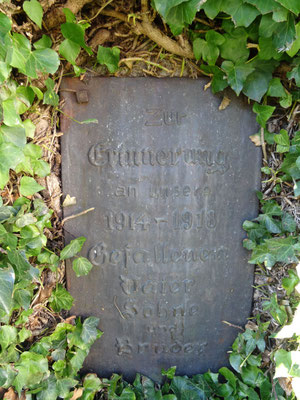 Zur
Erinnerung
an unsere
1914-1918
Gefallenen
Väter
Söhne
und
Brüder